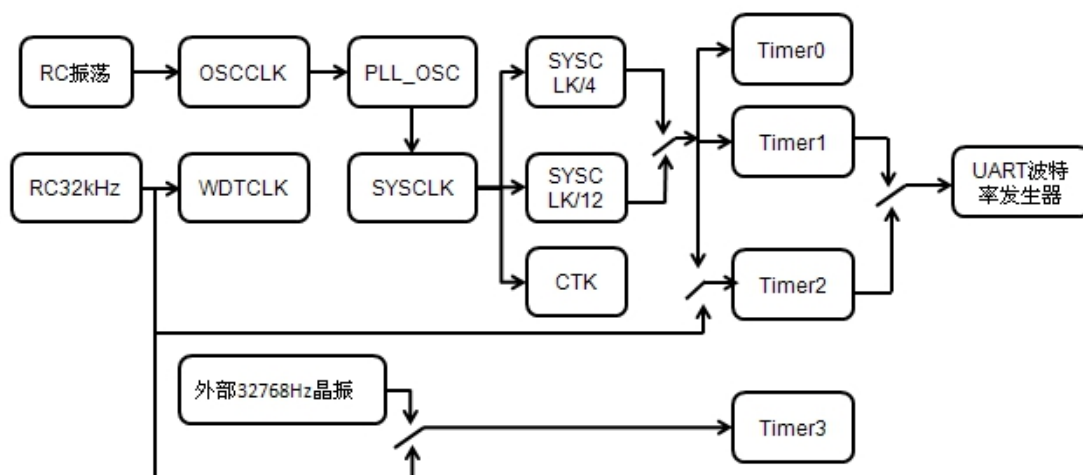 RC振荡
OSCCLK
PLL_OSC
SYSC
LK/4
Timer0
Timer1
RC32kHz
WDTCLK
SYSCLK
SYSC
LK/12
UART波特
率发生器
CTK
Timer2
外部32768Hz晶振
Timer3